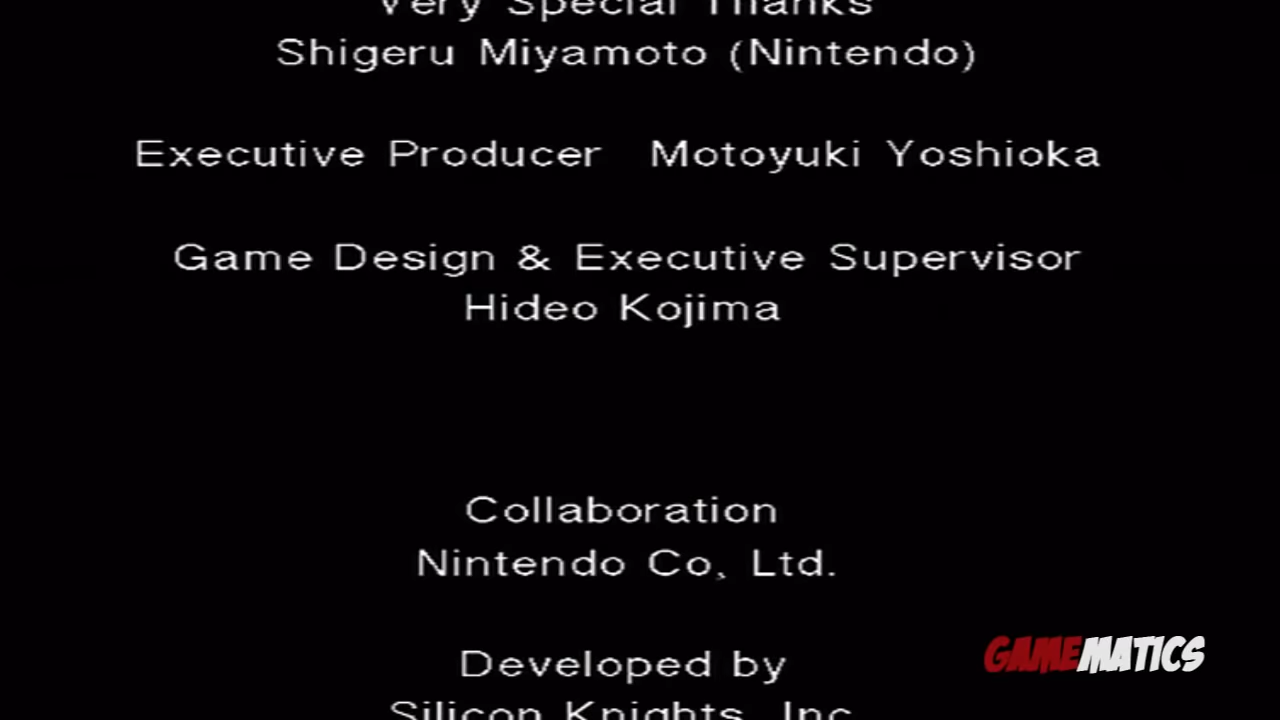 Very Special Thanks
Shigeru Miyamoto (Nintendo)
Executive Producer Motoyuki Yoshioka
Game Design & Executive Supervisor
Hideo Kojima
Collaboration
Nintendo Co, Ltd.
Developed by
Silicon Knights, Inc
GAMEMATICS